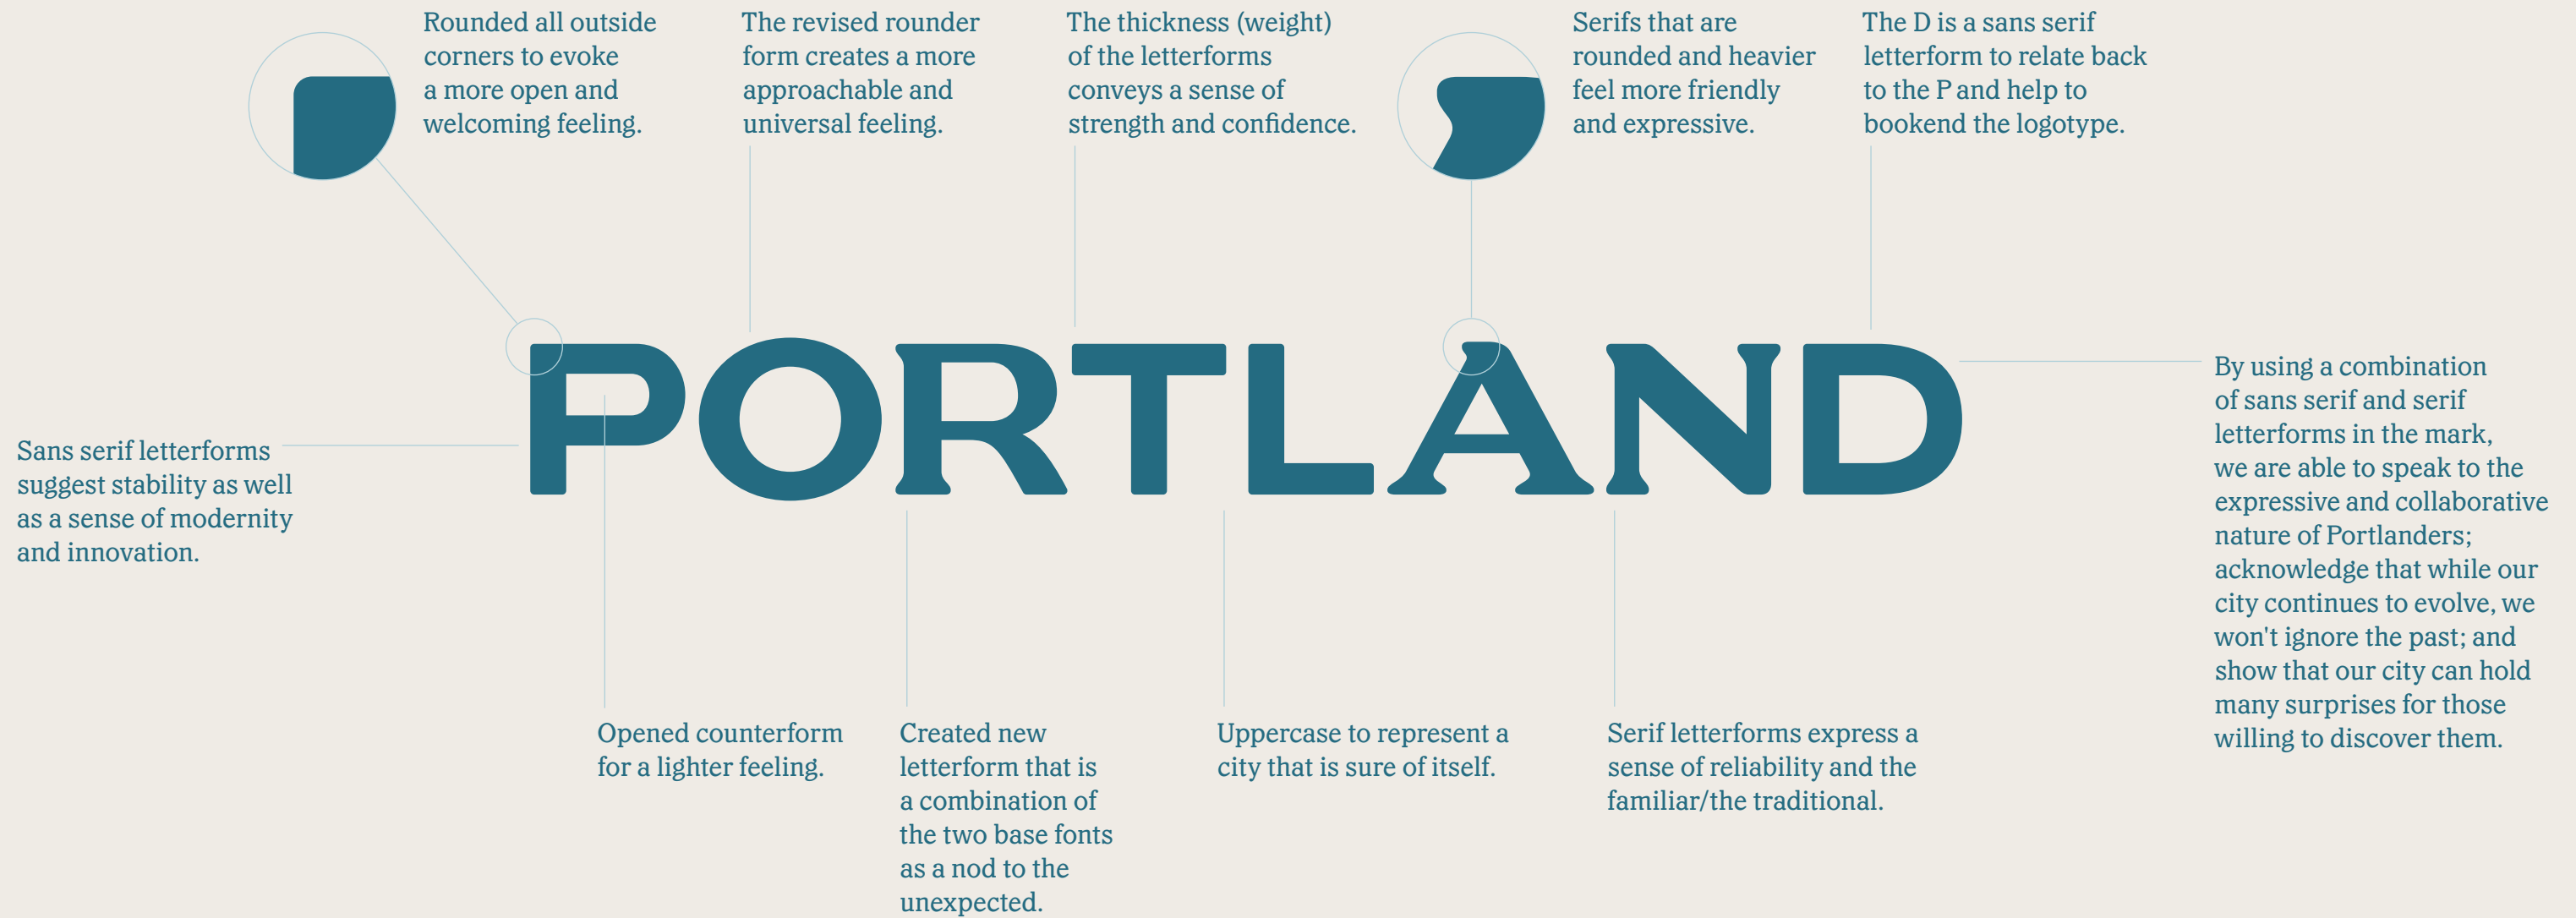 Rounded all outside
corners to evoke
a more open and
welcoming feeling.
The revised rounder
form creates a more
approachable and
universal feeling.
The thickness (weight)
of the letterforms
conveys a sense of
strength and confidence.
Serifs that are
rounded and heavier
feel more friendly
and expressive.
The D is a sans serif
letterform to relate back
to the P and help to
bookend the logotype.
PORTLAND
Sans serif letterforms
suggest stability as well
as a sense of modernity
and innovation.
By using a combination
of sans serif and serif
letterforms in the mark,
we are able to speak to the
expressive and collaborative
nature of Portlanders;
acknowledge that while our
city continues to evolve, we
won't ignore the past; and
show that our city can hold
many surprises for those
willing to discover them.
Opened counterform
for a lighter feeling.
Created new
letterform that is
a combination of
the two base fonts
as a nod to the
unexpected.
Uppercase to represent a
city that is sure of itself.
Serif letterforms express a
sense of reliability and the
familiar/the traditional.